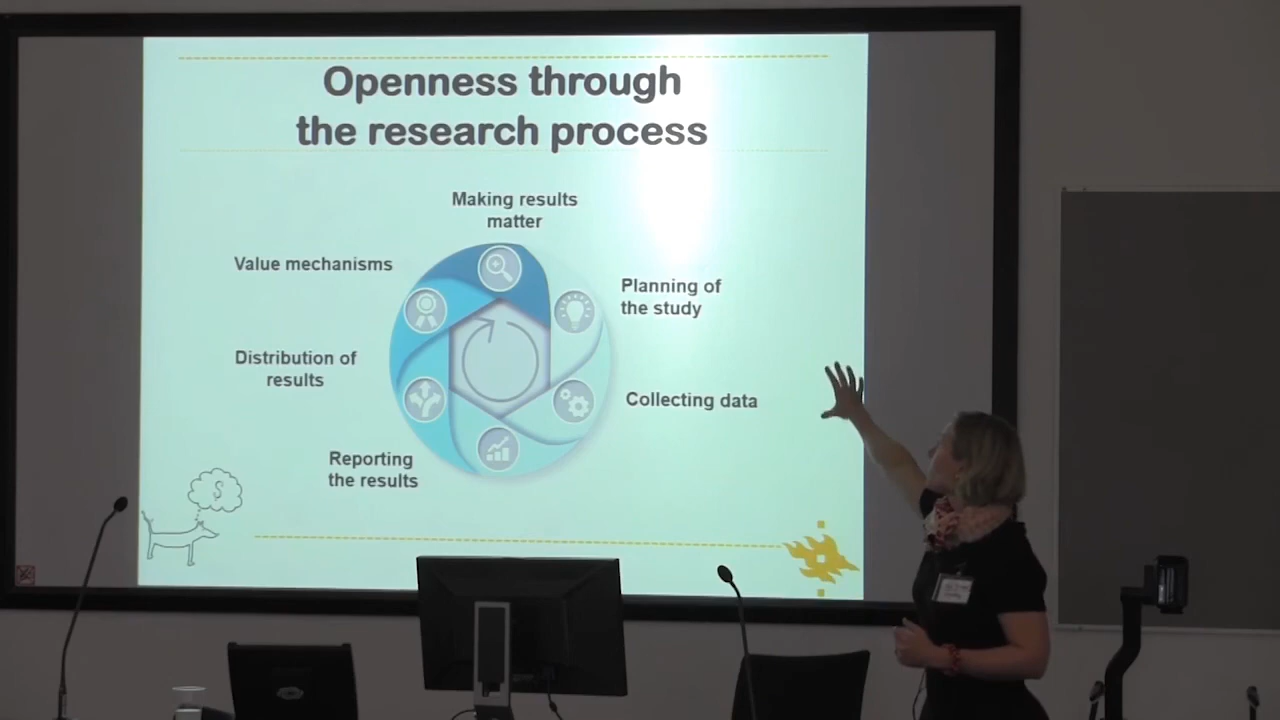 Openness through
the research process
Making results
matter
Value mechanisms
Planning of
the study
Distribution of
results
Collecting data
Reporting
the results
$